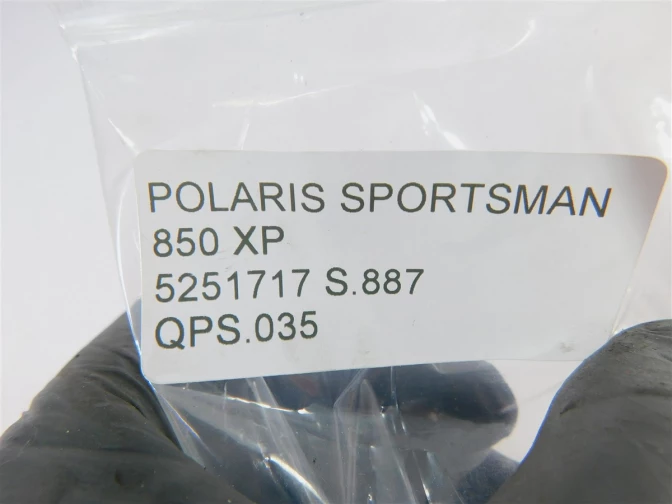 POLARIS SPORTSMAN
850 XP
5251717 S.887
QPS.035